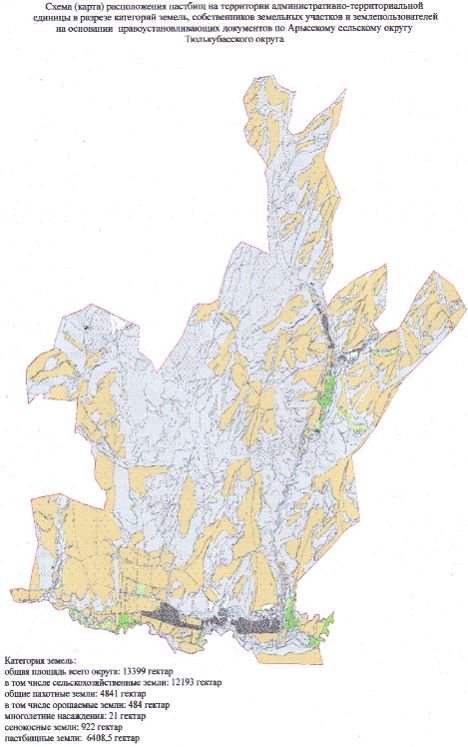 Схема (карта) расположения пастбищ на территории административно-территориальной
единицы в разрезе категорий земель, собственников земельных участков и землепользователей
на основании правоустанавливающих документов по Арысскому сельскому округу
Тюлькубасского округа
Категория земель:
общая площадь всего округа: 13399 гектар
в том числе сельскохозяйственные земли: 12193 гектар
общие пахотные земли: 4841 гектар
в том числе орошаемые земли: 484 гектар
многолетние насаждения: 21 гектар
сенокосные земли: 922 гектар
пастбищные земли: 6408,5 гектар